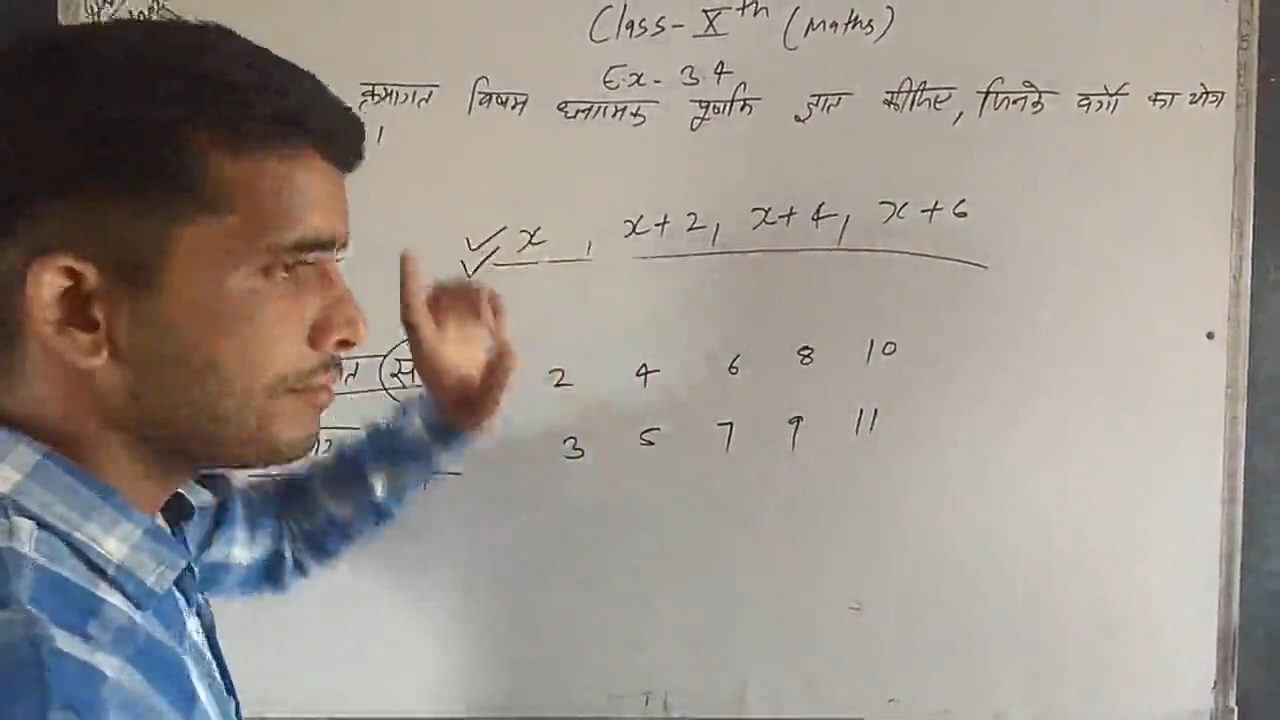 Class-Xth (Maths)
Ex- 3.4
क्रमागत विषम धनात्मक पूर्णांक ज्ञात कीजिए, जिनके वर्गों का योग
।
✓ x , x+2, x+4, x+6
✓
2 4 6 8 10
3 5 7 9 11